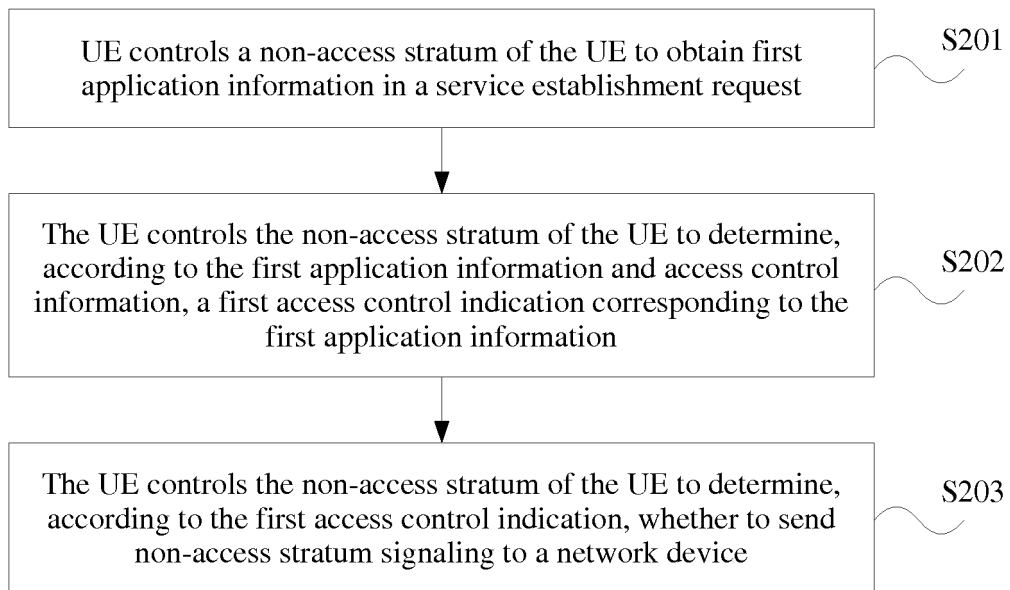 UE controls a non-access stratum of the UE to obtain first
application information in a service establishment request
S201
The UE controls the non-access stratum of the UE to determine,
according to the first application information and access control
information, a first access control indication corresponding to the
first application information
S202
The UE controls the non-access stratum of the UE to determine,
according to the first access control indication, whether to send
non-access stratum signaling to a network device
S203